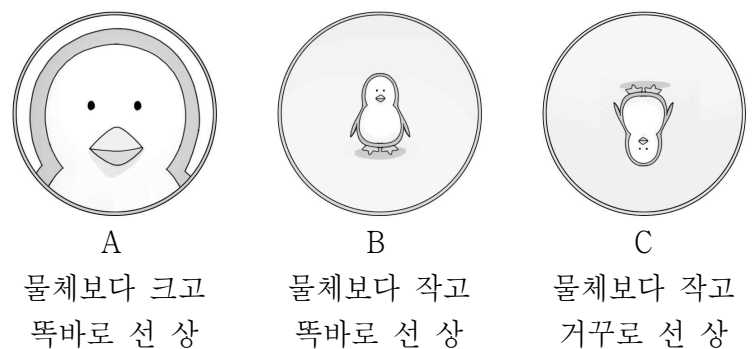 A
물체보다 크고
똑바로 선 상
B
물체보다 작고
똑바로 선 상
C
물체보다 작고
거꾸로 선 상